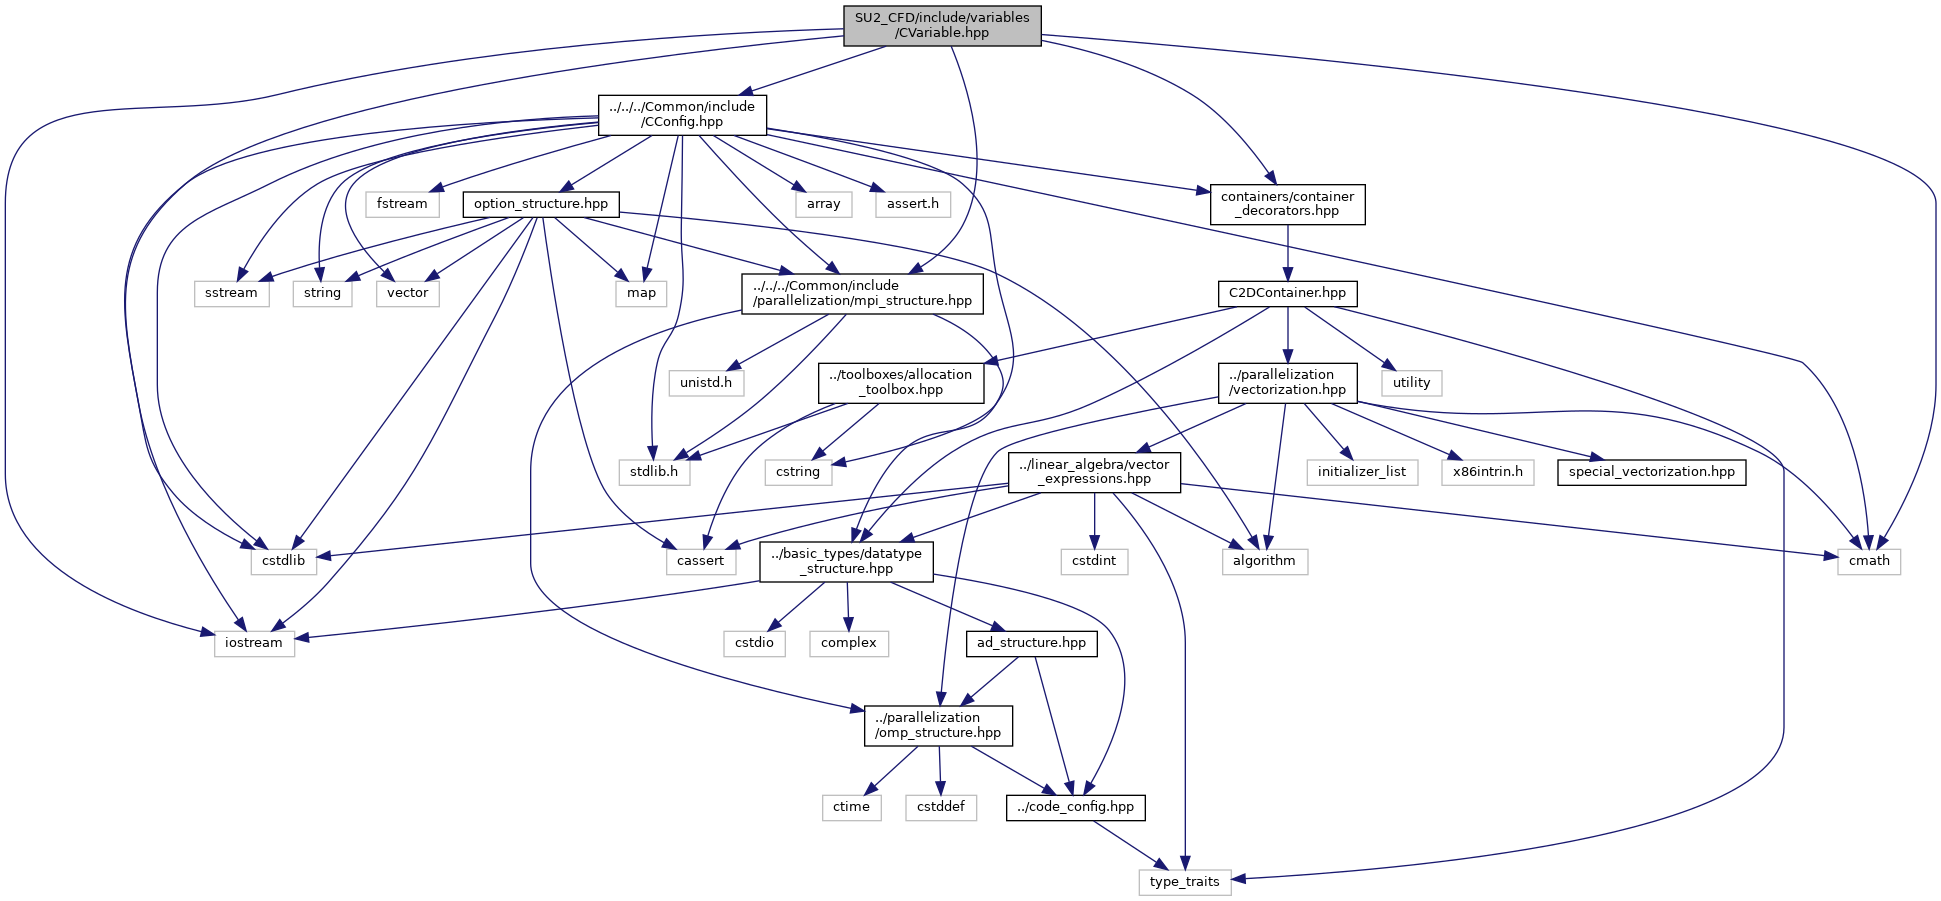 SU2_CFD/include/variables
/CVariable.hpp
../../../Common/include
/CConfig.hpp
fstream
option_structure.hpp
array
assert.h
containers/container
_decorators.hpp
sstream
string
vector
map
../../../Common/include
/parallelization/mpi_structure.hpp
C2DContainer.hpp
unistd.h
../toolboxes/allocation
_toolbox.hpp
../parallelization
/vectorization.hpp
utility
stdlib.h
cstring
../linear_algebra/vector
_expressions.hpp
initializer_list
x86intrin.h
special_vectorization.hpp
cstdlib
cassert
../basic_types/datatype
_structure.hpp
cstdint
algorithm
cmath
iostream
cstdio
complex
ad_structure.hpp
../parallelization
/omp_structure.hpp
ctime
cstddef
../code_config.hpp
type_traits